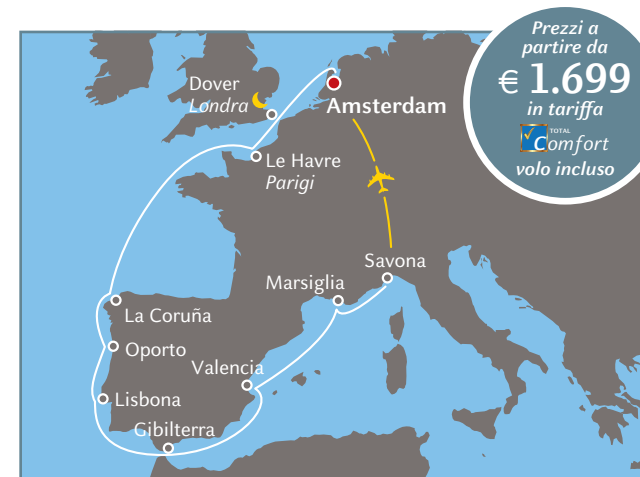 Prezzi a
partire da
€ 1.699
in tariffa
TOTAL
Comfort
volo incluso
Dover
Londra
Amsterdam
Le Havre
Parigi
Savona
Marsiglia
La Coruña
Oporto
Valencia
Lisbona
Gibilterra